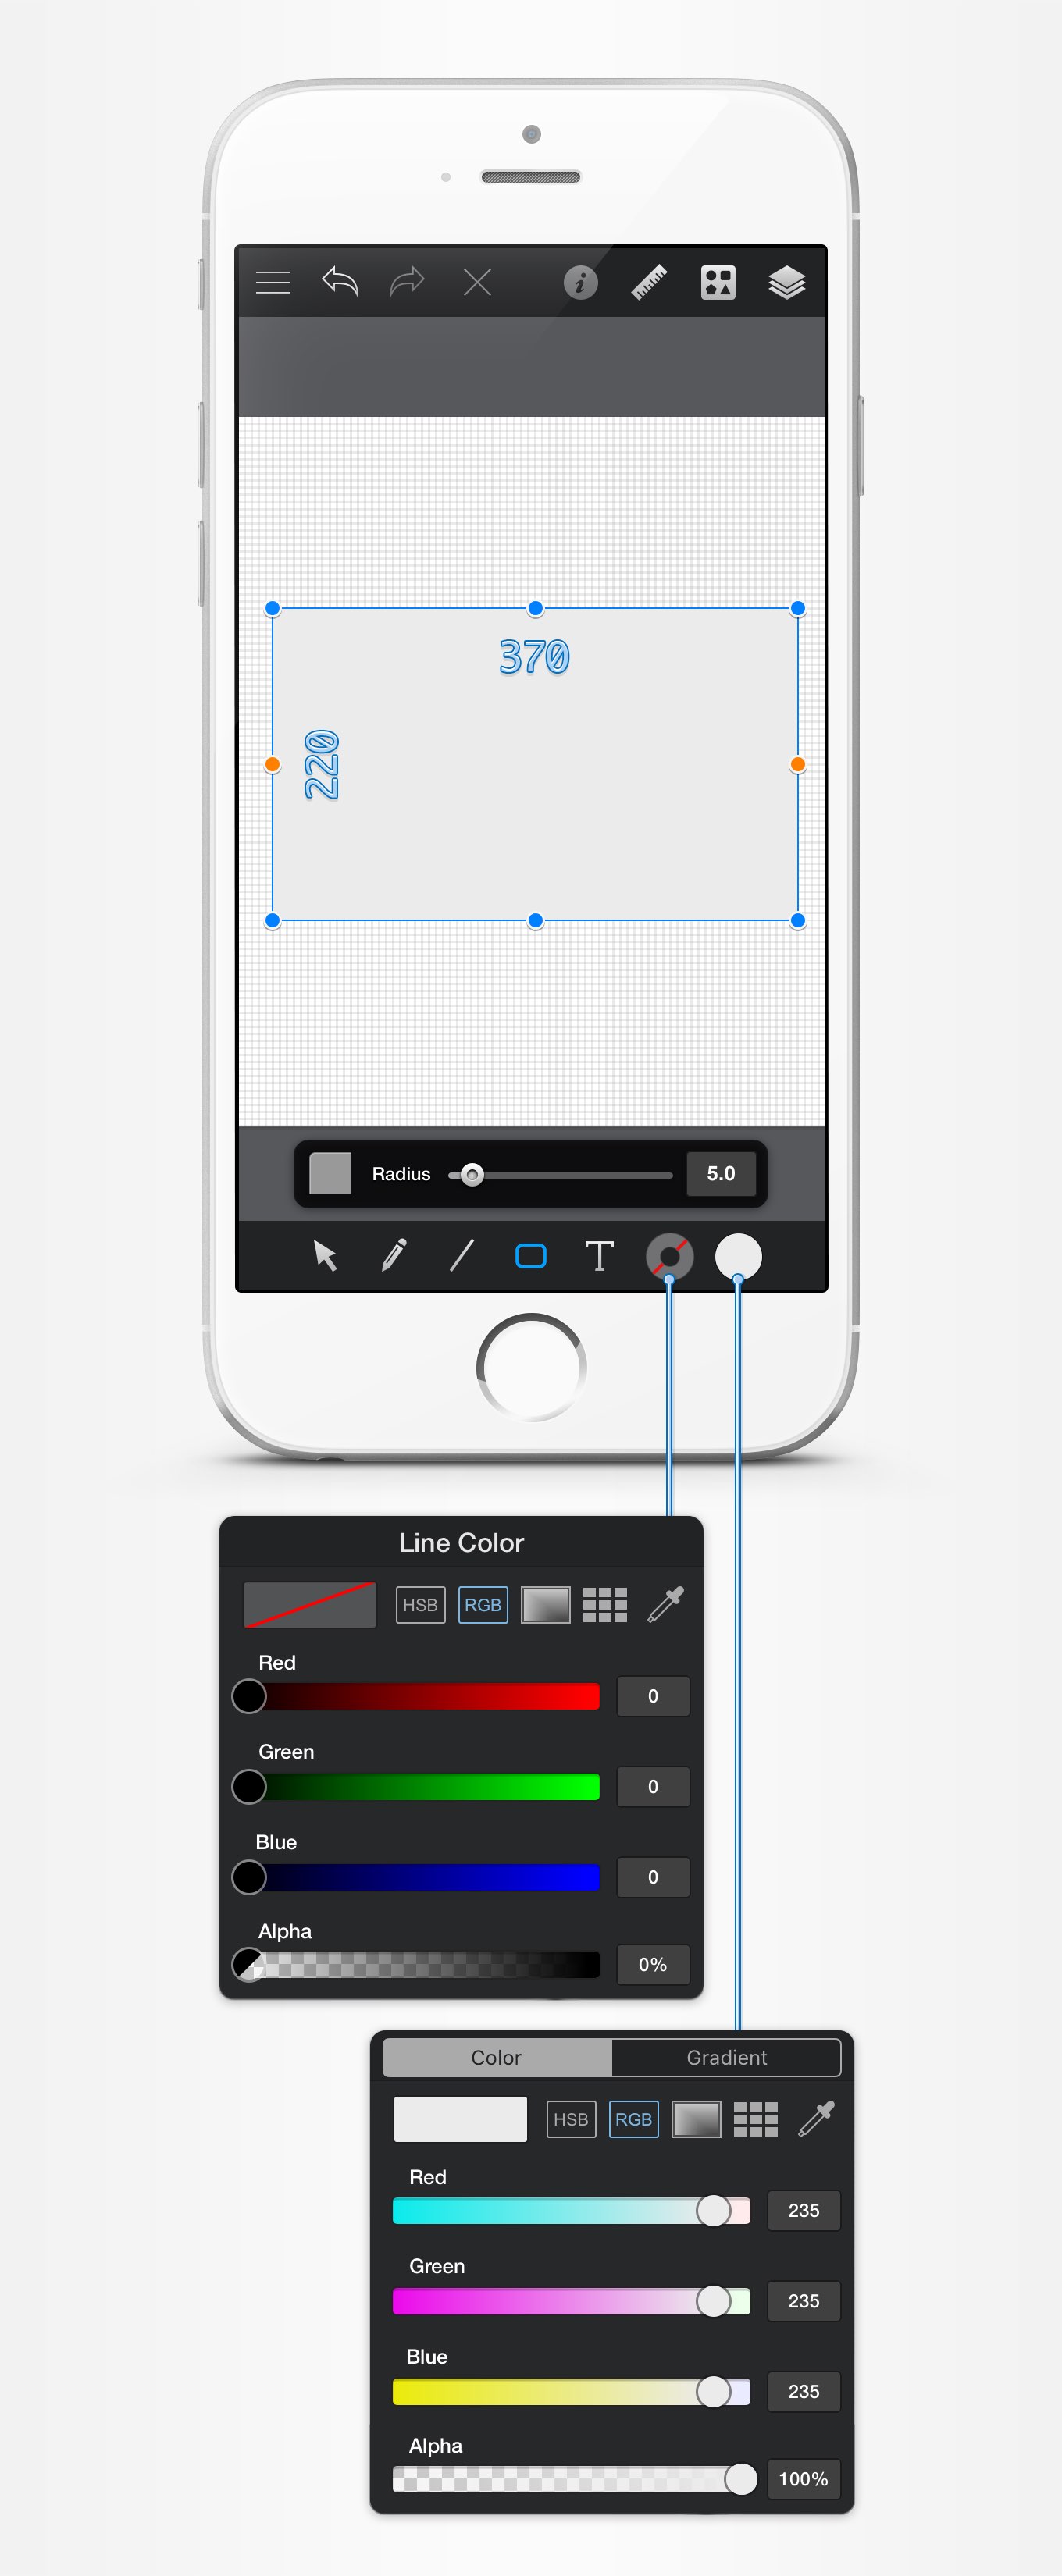 370
220
Radius 5.0
T
Line Color
HSB RGB
Red
0
Green
0
Blue
0
Alpha
0%
Color Gradient
HSB RGB
Red
235
Green
235
Blue
235
Alpha
100%